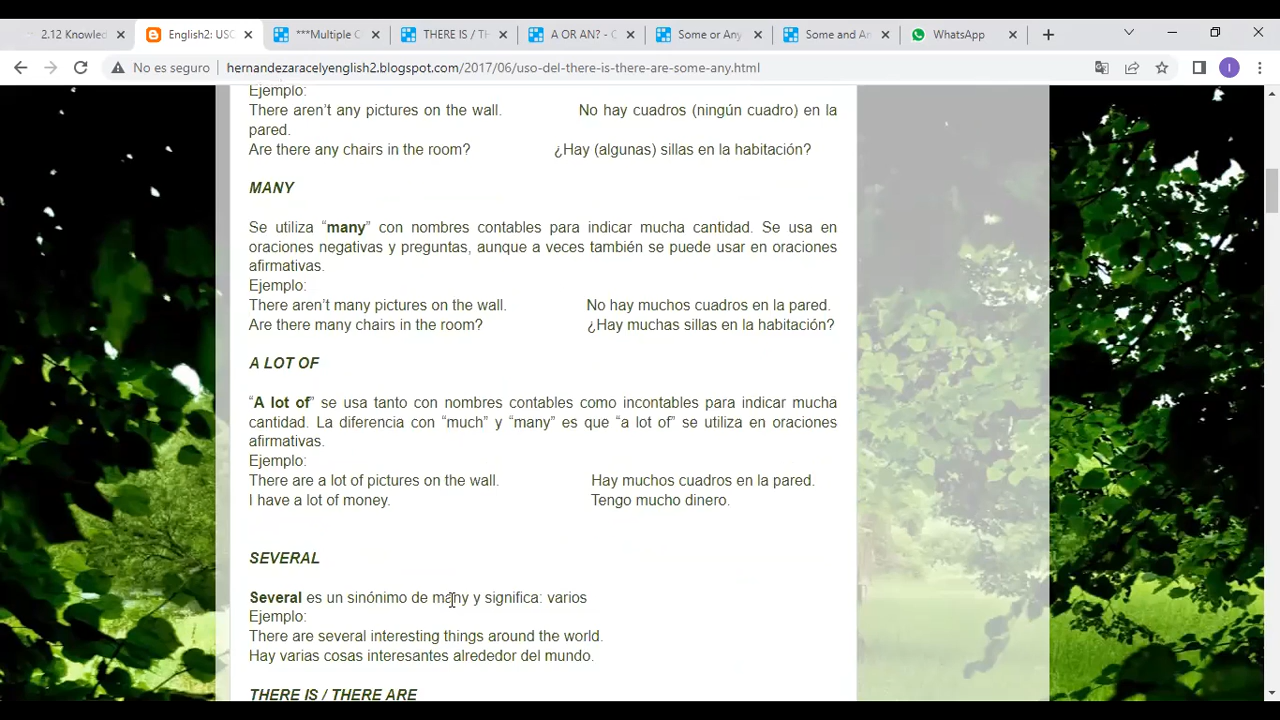 2.12 Knowled
English2: USC
***Multiple C
THERE IS / TH
A OR AN? - C
Some or Any
Some and An
WhatsApp
No es seguro
hernandezaracelyenglish2.blogspot.com/2017/06/uso-del-there-is-there-are-some-any.html
I
Ejemplo:
There aren't any pictures on the wall. No hay cuadros (ningún cuadro) en la
pared.
Are there any chairs in the room? ¿Hay (algunas) sillas en la habitación?
MANY
Se utiliza “many” con nombres contables para indicar mucha cantidad. Se usa en
oraciones negativas y preguntas, aunque a veces también se puede usar en oraciones
afirmativas.
Ejemplo:
There aren’t many pictures on the wall. No hay muchos cuadros en la pared.
Are there many chairs in the room? ¿Hay muchas sillas en la habitación?
A LOT OF
“A lot of” se usa tanto con nombres contables como incontables para indicar mucha
cantidad. La diferencia con “much” y “many” es que “a lot of” se utiliza en oraciones
afirmativas.
Ejemplo:
There are a lot of pictures on the wall. Hay muchos cuadros en la pared.
I have a lot of money. Tengo mucho dinero.
SEVERAL
Several es un sinónimo de many y significa: varios
Ejemplo:
There are several interesting things around the world.
Hay varias cosas interesantes alrededor del mundo.
THERE IS / THERE ARE